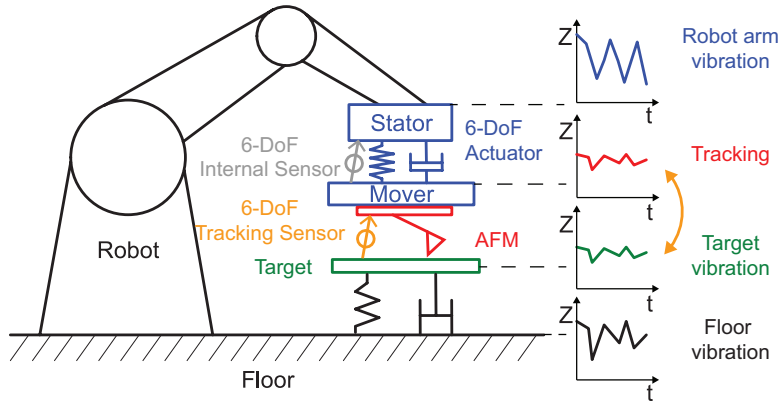 Z
t
Robot arm
vibration
Stator
6-DoF
Actuator
6-DoF
Internal Sensor
Z
t
Tracking
Mover
6-DoF
Tracking Sensor
AFM
Robot
Target
Z
t
Target
vibration
Z
t
Floor
vibration
Floor